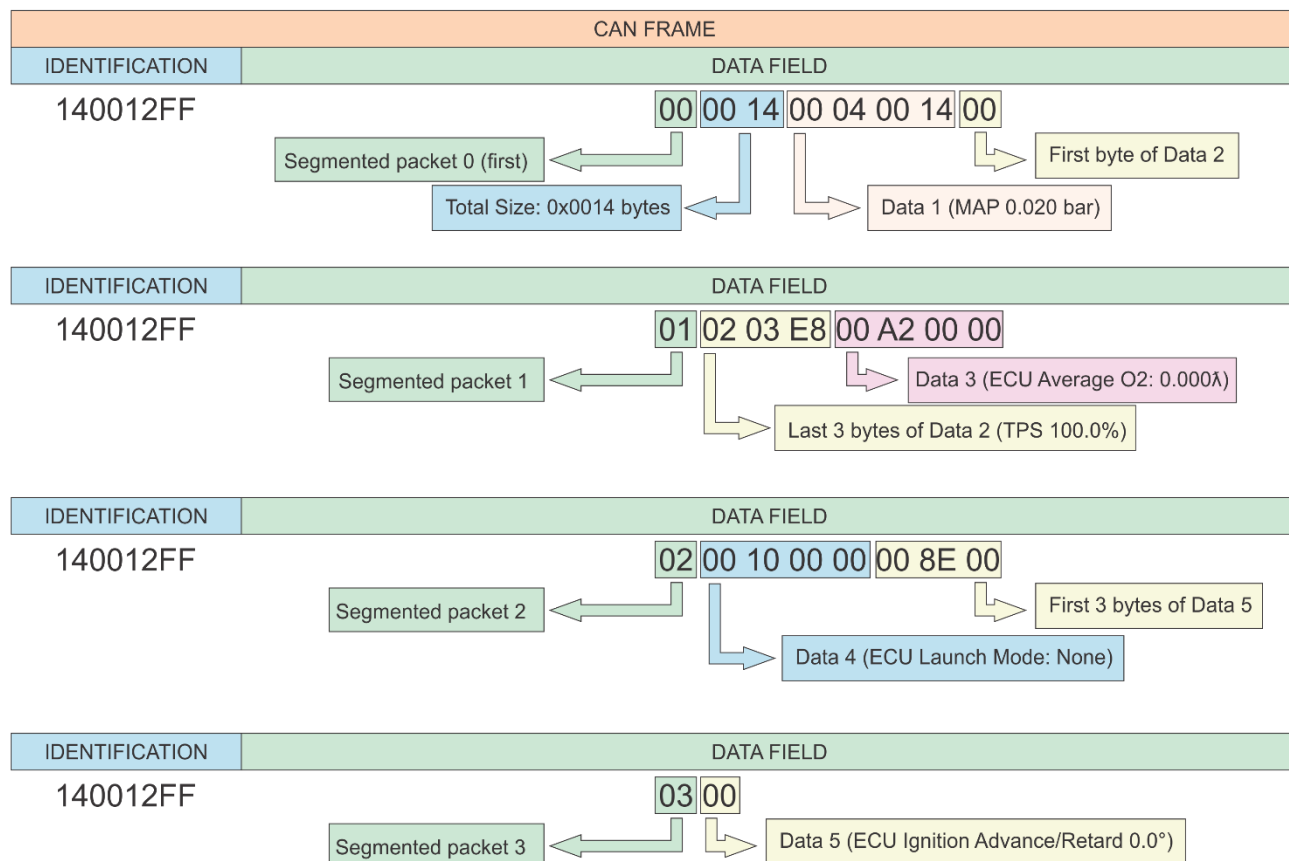 CAN FRAME
IDENTIFICATION DATA FIELD
140012FF 00 00 14 00 04 00 14 00
Segmented packet 0 (first) First byte of Data 2
Total Size: 0x0014 bytes Data 1 (MAP 0.020 bar)
IDENTIFICATION DATA FIELD
140012FF 01 02 03 E8 00 A2 00 00
Segmented packet 1 Data 3 (ECU Average O2: 0.000ƛ)
Last 3 bytes of Data 2 (TPS 100.0%)
IDENTIFICATION DATA FIELD
140012FF 02 00 10 00 00 00 8E 00
Segmented packet 2 First 3 bytes of Data 5
Data 4 (ECU Launch Mode: None)
IDENTIFICATION DATA FIELD
140012FF 03 00
Segmented packet 3 Data 5 (ECU Ignition Advance/Retard 0.0°)